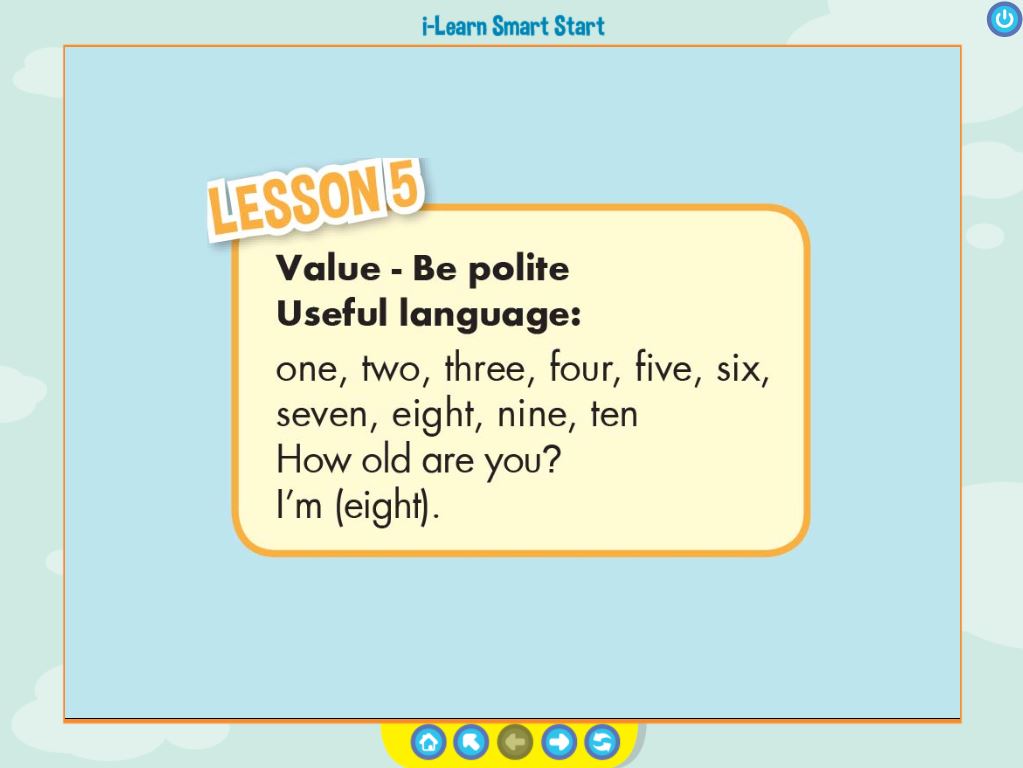 i-Learn Smart Start
LESSON 5
Value - Be polite
Useful language:
one, two, three, four, five, six,
seven, eight, nine, ten
How old are you?
I’m (eight).